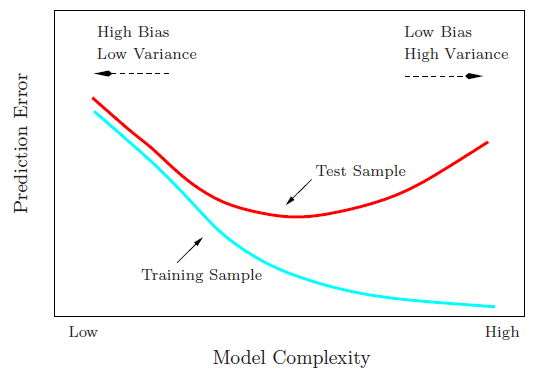 High Bias
Low Variance
Low Bias
High Variance
Prediction Error
Test Sample
Training Sample
Low
High
Model Complexity